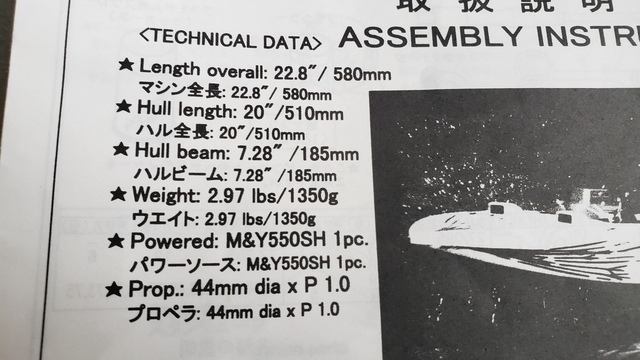 取扱説明
<TECHNICAL DATA> ASSEMBLY INSTR
★ Length overall: 22.8"/ 580mm
マシン全長: 22.8"/ 580mm
★ Hull length: 20"/510mm
ハル全長: 20"/510mm
★ Hull beam: 7.28" /185mm
ハルビーム: 7.28" /185mm
★ Weight: 2.97 lbs/1350g
ウエイト: 2.97 lbs/1350g
★ Powered: M&Y550SH 1pc.
パワーソース: M&Y550SH 1pc.
★ Prop.: 44mm dia x P 1.0
プロペラ: 44mm dia x P 1.0